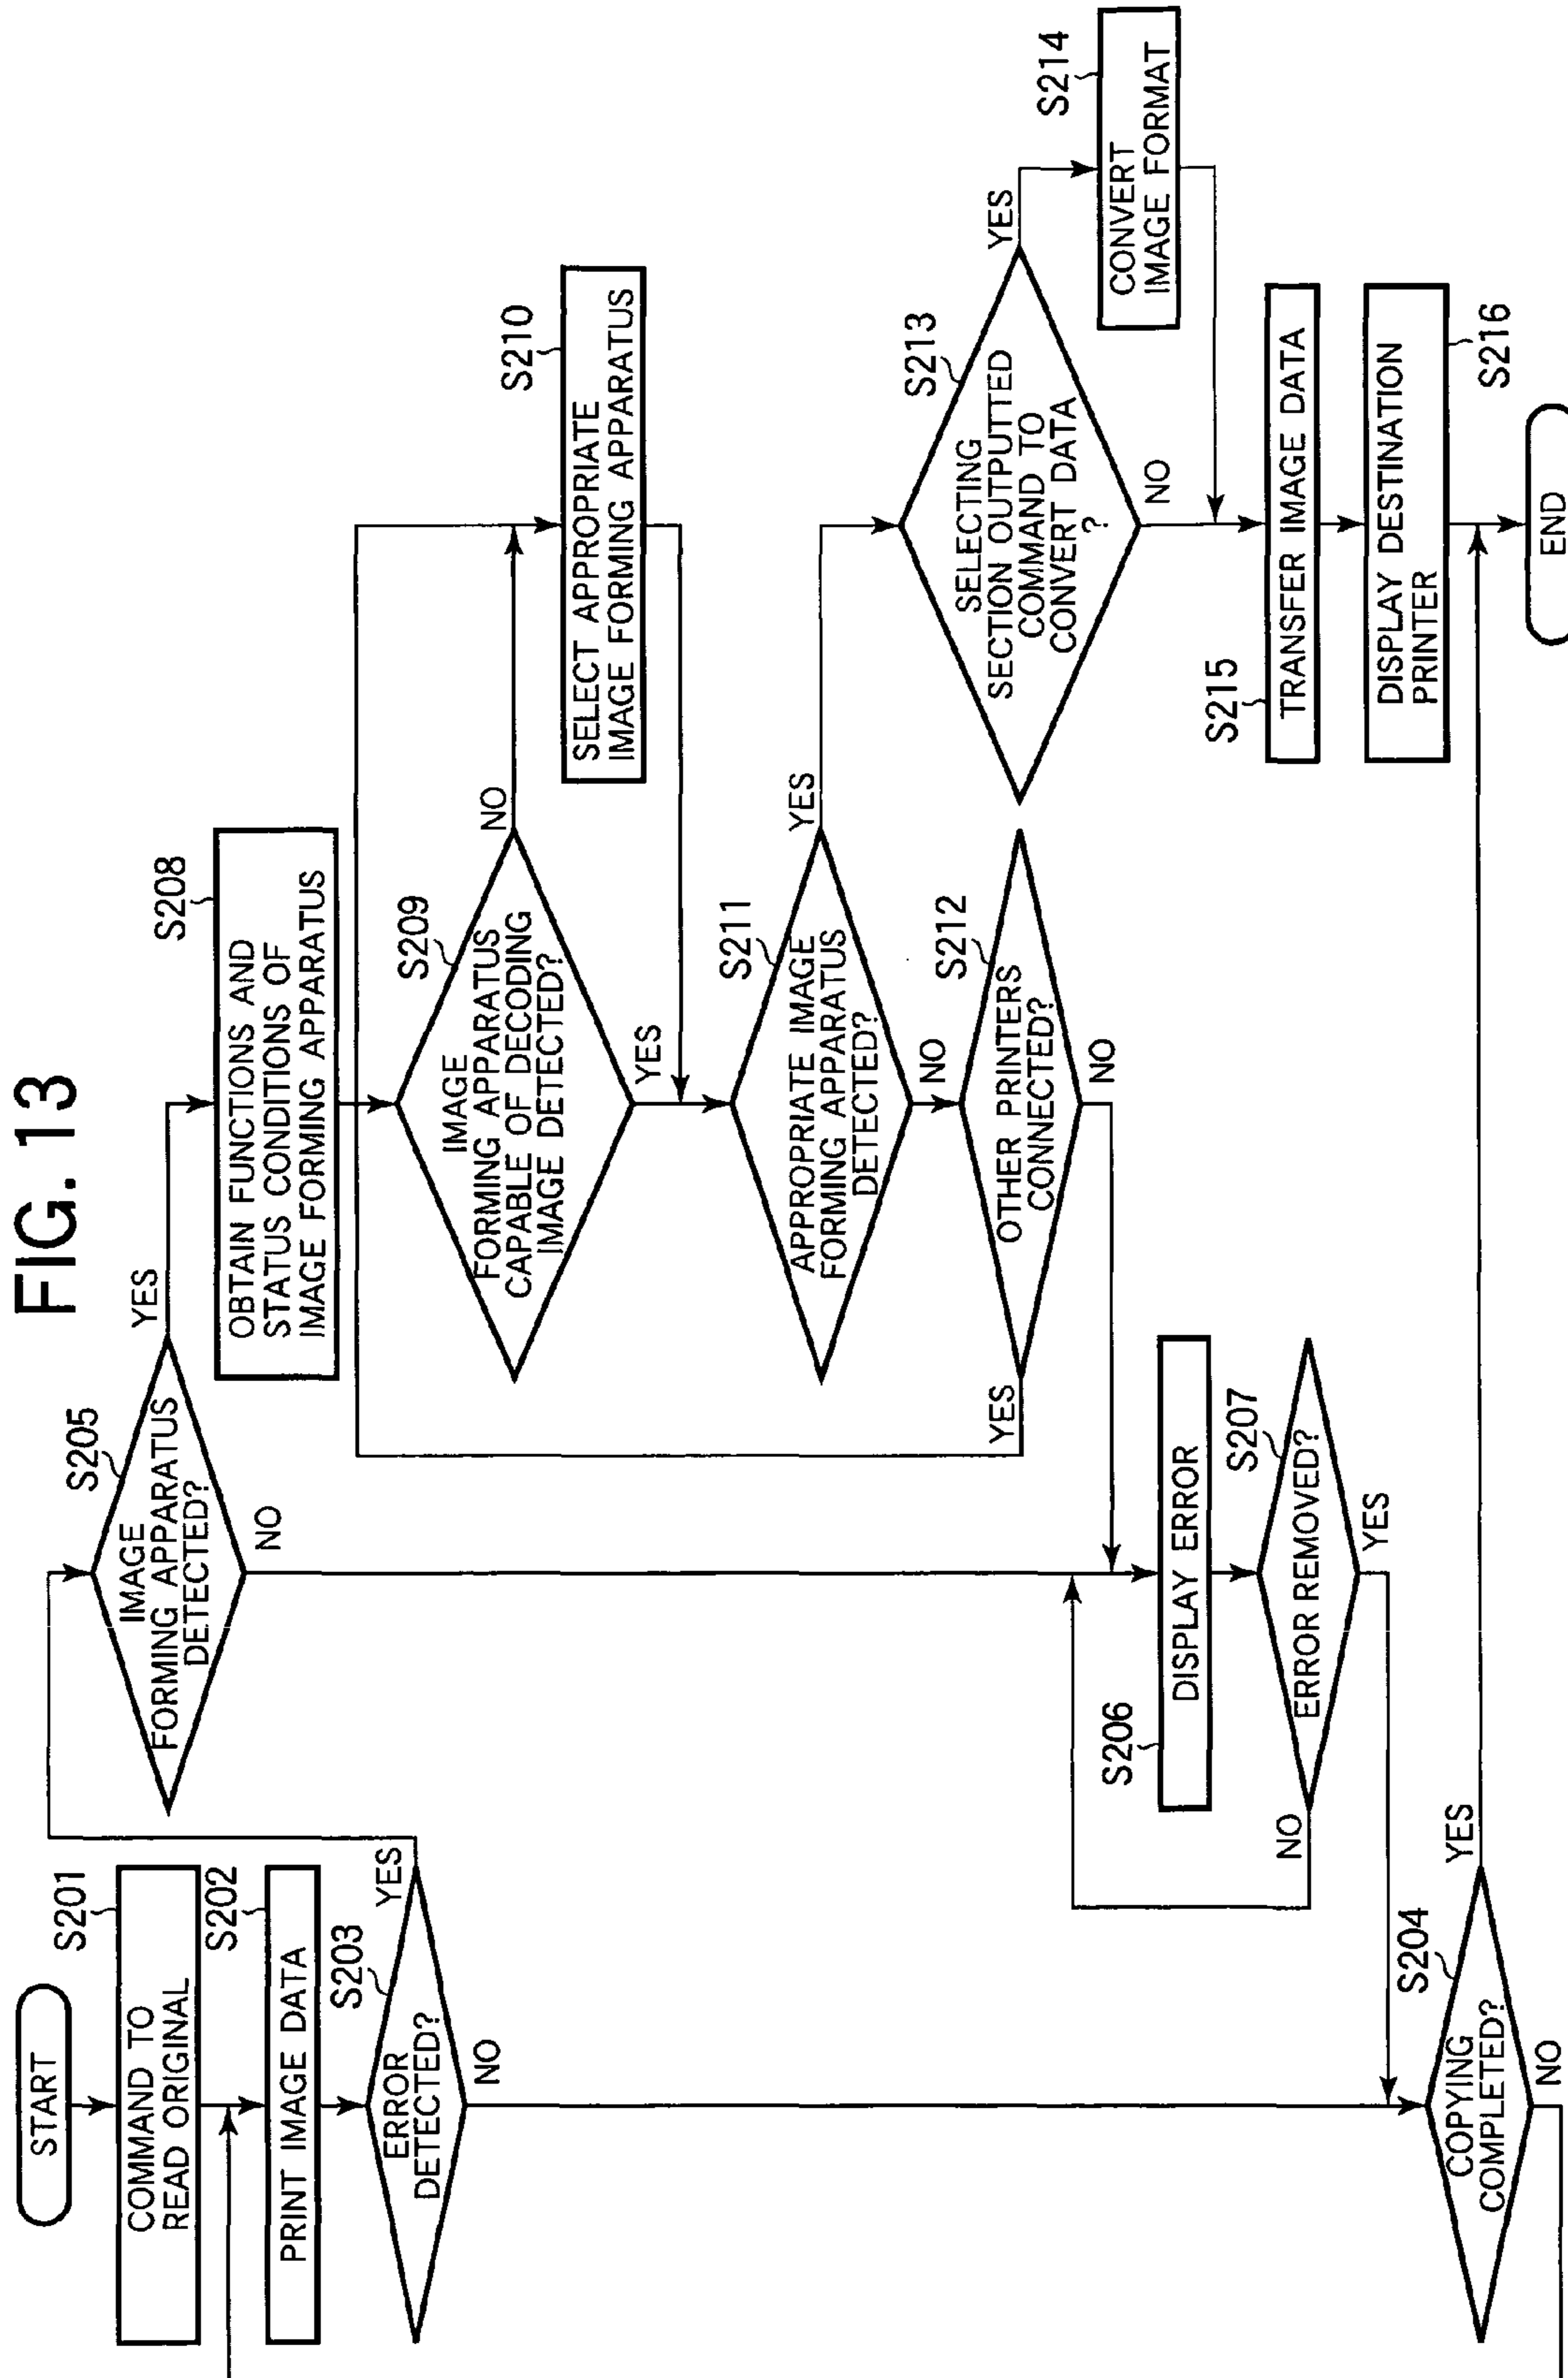 FIG. 13
START
S201
COMMAND TO
READ ORIGINAL
S202
PRINT IMAGE DATA
S203
ERROR
DETECTED?
YES
NO
S204
COPYING
COMPLETED?
YES
NO
S205
IMAGE
FORMING APPARATUS
DETECTED?
YES
NO
S206
DISPLAY ERROR
S207
ERROR REMOVED?
NO
YES
S208
OBTAIN FUNCTIONS AND
STATUS CONDITIONS OF
IMAGE FORMING APPARATUS
S209
IMAGE
FORMING APPARATUS
CAPABLE OF DECODING
IMAGE DETECTED?
NO
YES
S210
SELECT APPROPRIATE
IMAGE FORMING APPARATUS
S211
APPROPRIATE IMAGE
FORMING APPARATUS
DETECTED?
YES
NO
S212
OTHER PRINTERS
CONNECTED?
YES
NO
S213
SELECTING
SECTION OUTPUTTED
COMMAND TO
CONVERT DATA
?
YES
NO
S214
CONVERT
IMAGE FORMAT
S215
TRANSFER IMAGE DATA
DISPLAY DESTINATION
PRINTER
S216
END